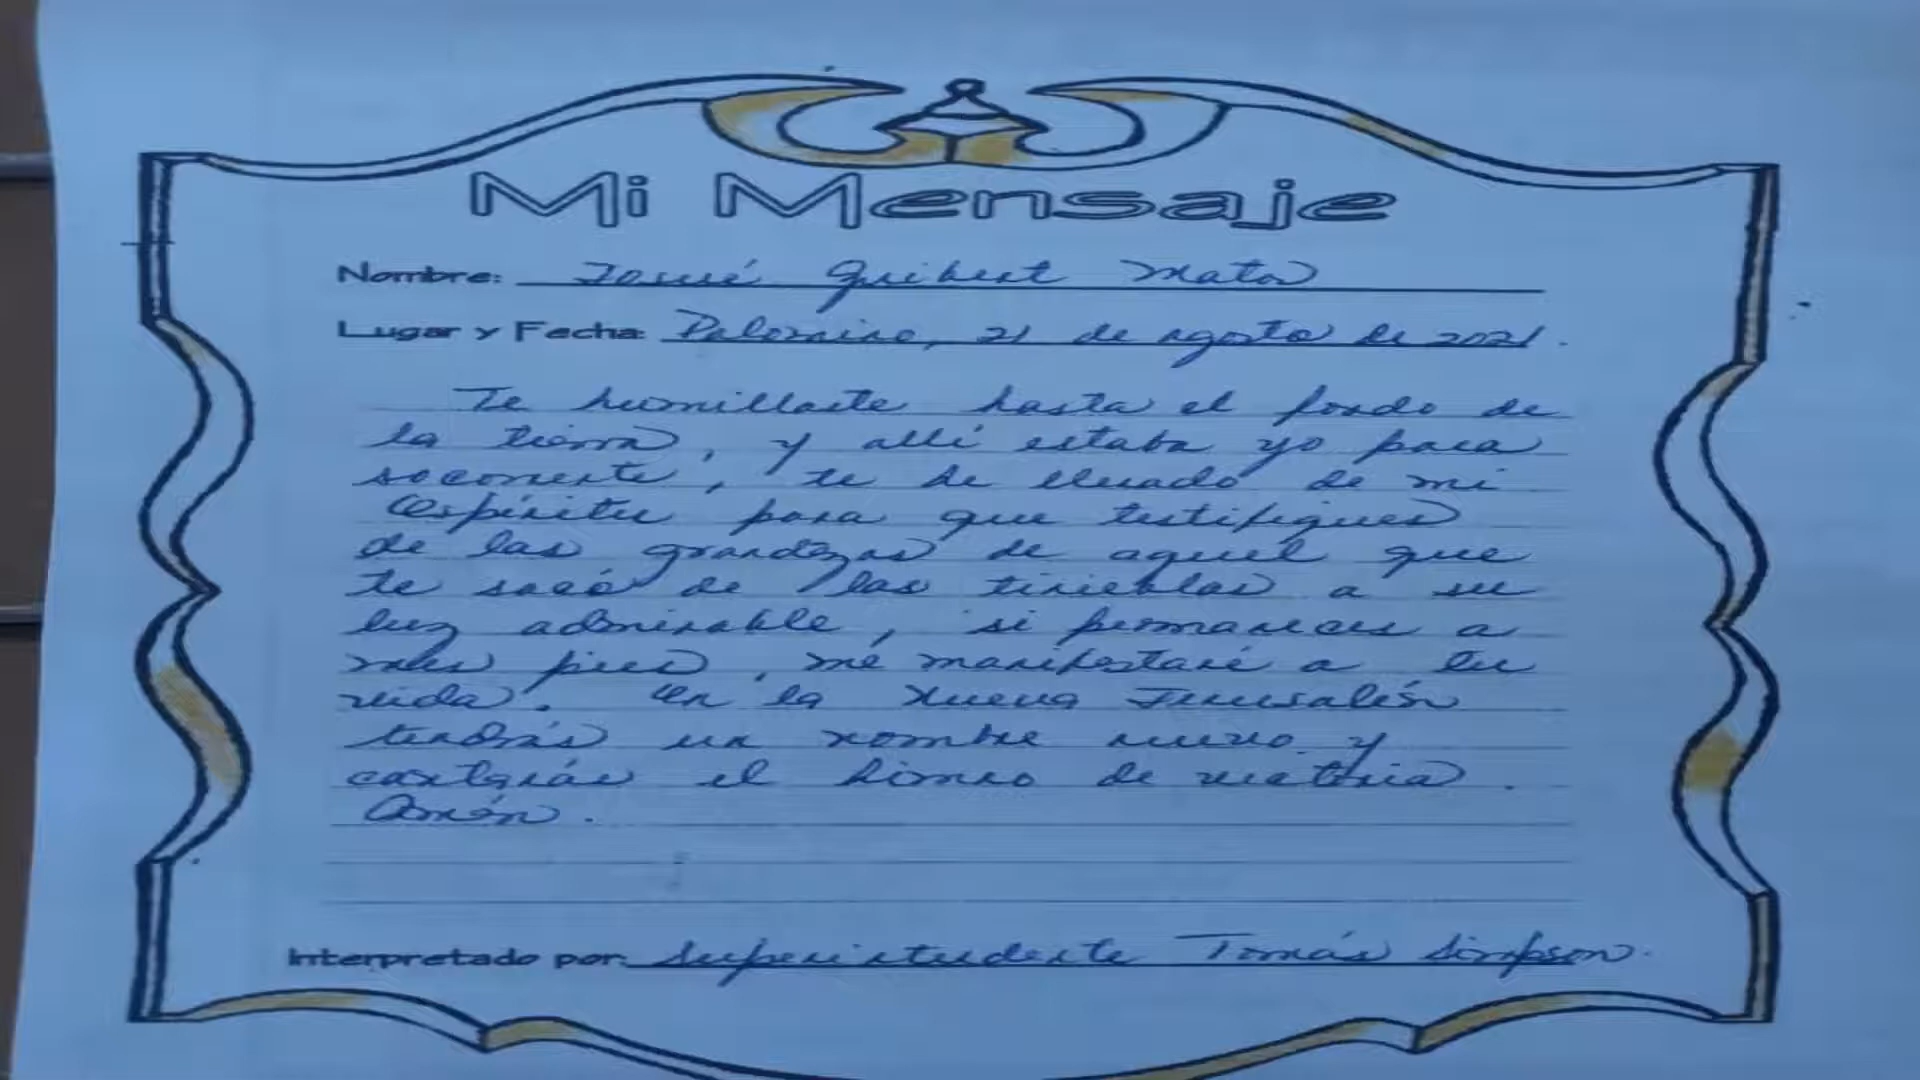 Mi Mensaje
Nombre: Josué Guibert Mata
Lugar y Fecha: Palomino, 21 de agosto de 2021.
Te humillaste hasta el fondo de
la tierra, y allí estaba yo para
socorrerte, te he llenado de mi
Espíritu para que testifiques
de las grandezas de aquel que
te sacó de las tinieblas a su
luz admirable, si permaneces a
mis pies, me manifestaré a tu
vida. En la Nueva Jerusalén
tendrás un nombre nuevo y
cantarás el himno de victoria.
Amén.
Interpretado por: Superintendente Tomás Simpson.